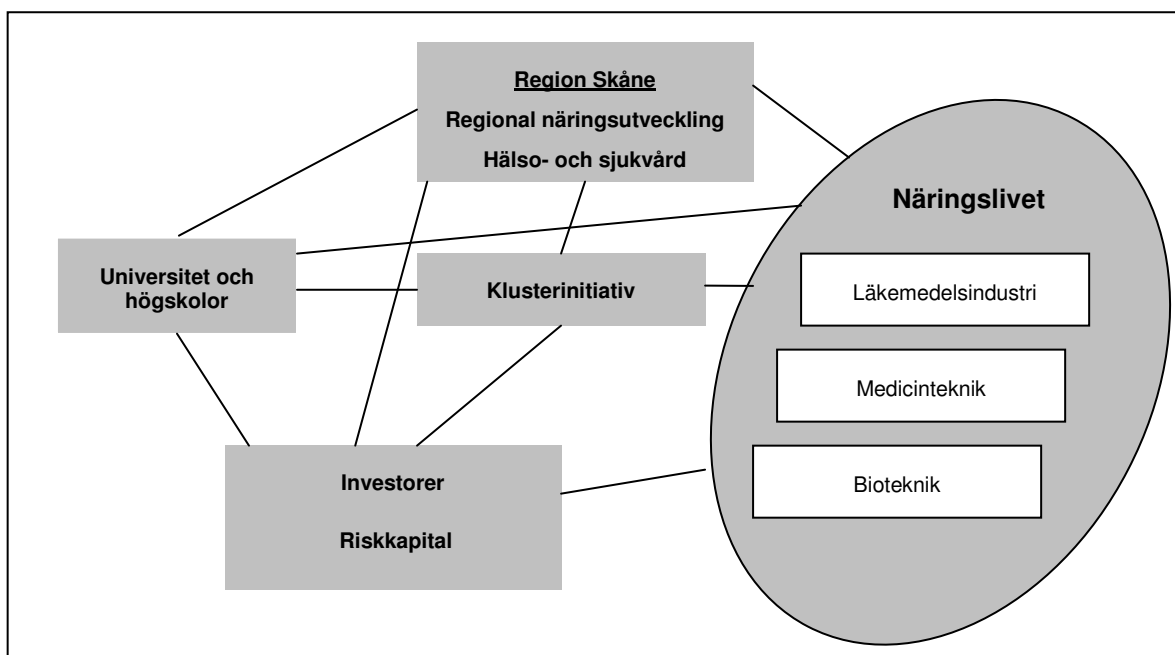 Region Skåne
Regional näringsutveckling
Hälso- och sjukvård
Näringslivet
Universitet och
högskolor
Klusterinitiativ
Läkemedelsindustri
Medicinteknik
Bioteknik
Investorer
Riskkapital